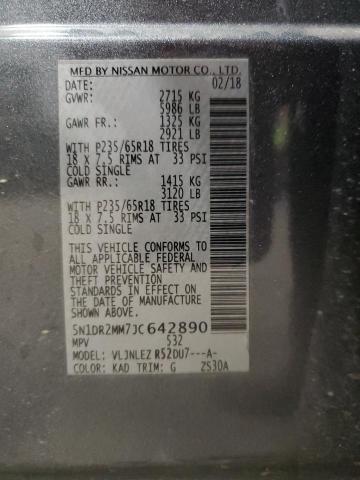 MFD BY NISSAN MOTOR CO., LTD.
DATE: 02/18
GVWR: 2715 KG
5986 LB
GAWR FR.: 1325 KG
2921 LB
WITH P235/65R18 TIRES
18 x 7.5 RIMS AT 33 PSI
COLD SINGLE
GAWR RR.: 1415 KG
3120 LB
WITH P235/65R18 TIRES
18 x 7.5 RIMS AT 33 PSI
COLD SINGLE
THIS VEHICLE CONFORMS TO
ALL APPLICABLE FEDERAL
MOTOR VEHICLE SAFETY AND
THEFT PREVENTION
STANDARDS IN EFFECT ON
THE DATE OF MANUFACTURE
SHOWN ABOVE.
5N1DR2MM7JC642890
MPV 532
MODEL: VLJNLEZ R52DU7---A-
COLOR: KAD TRIM: G ZS30A